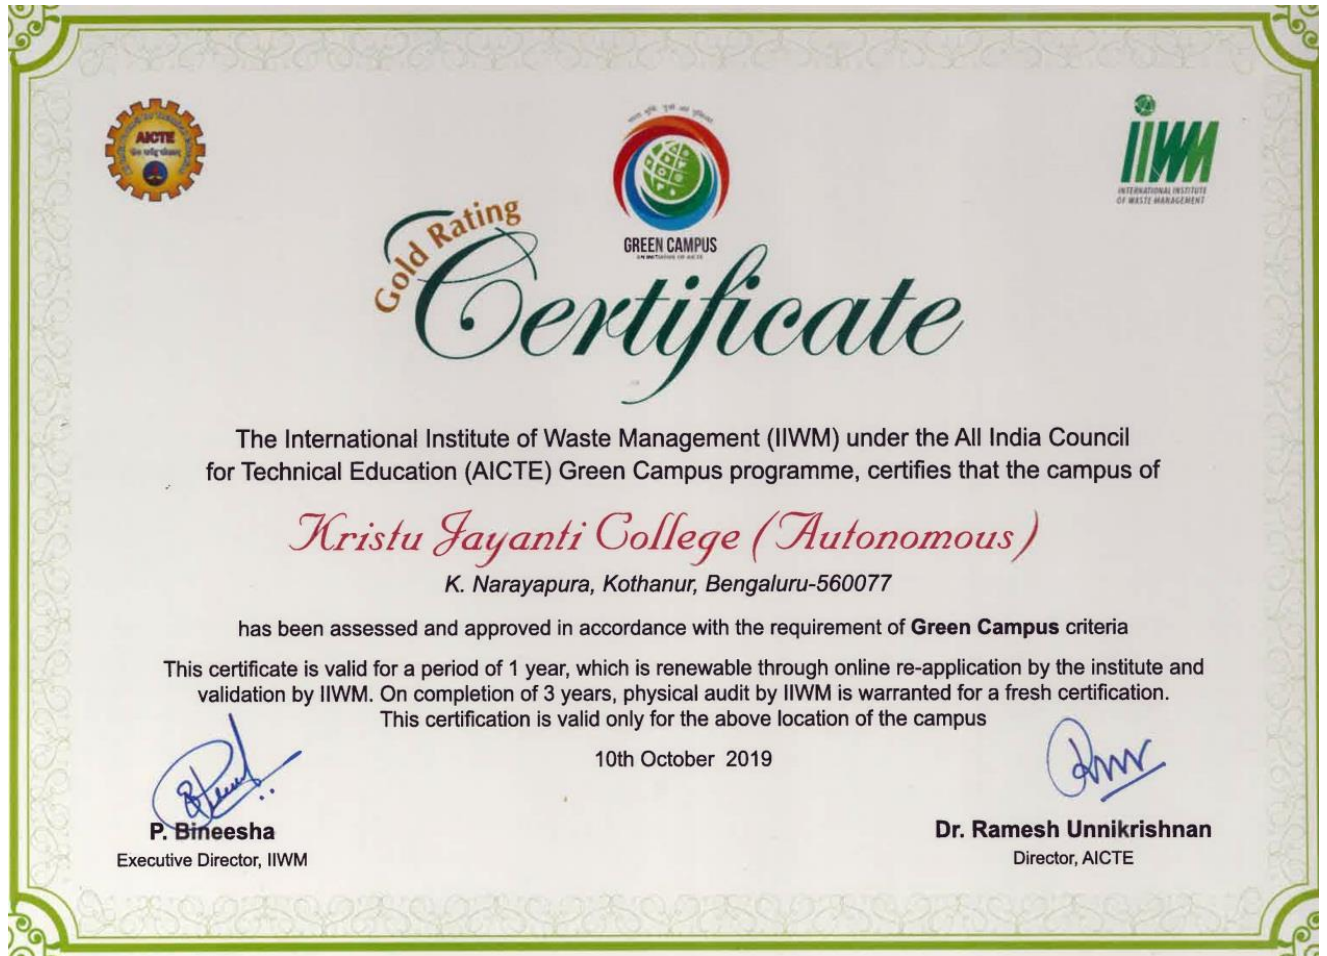 AICTE
GREEN CAMPUS
AN INITIATIVE OF AICTE
IIWM
INTERNATIONAL INSTITUTE
OF WASTE MANAGEMENT
Gold Rating
Certificate
The International Institute of Waste Management (IIWM) under the All India Council
for Technical Education (AICTE) Green Campus programme, certifies that the campus of
Kristu Jayanti College (Autonomous)
K. Narayapura, Kothanur, Bengaluru-560077
has been assessed and approved in accordance with the requirement of Green Campus criteria
This certificate is valid for a period of 1 year, which is renewable through online re-application by the institute and
validation by IIWM. On completion of 3 years, physical audit by IIWM is warranted for a fresh certification.
This certification is valid only for the above location of the campus
10th October 2019
P. Bineesha
Executive Director, IIWM
Dr. Ramesh Unnikrishnan
Director, AICTE